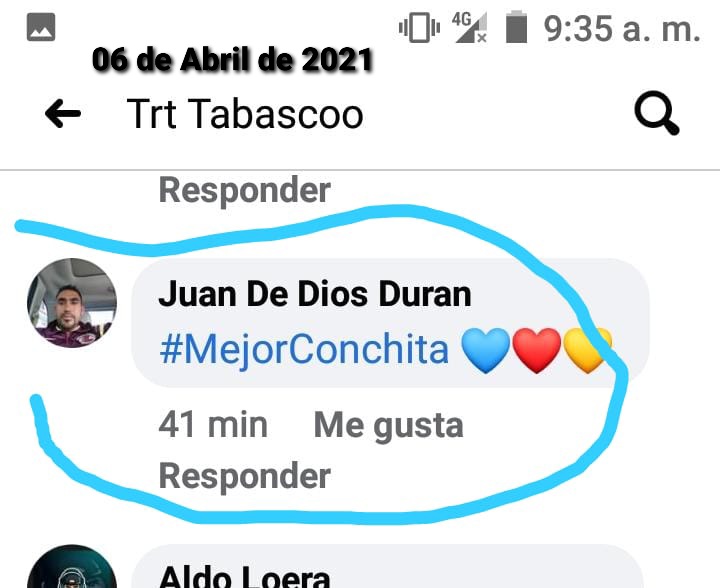 4G 9:35 a. m.
06 de Abril de 2021
Trt Tabascoo
Responder
Juan De Dios Duran
#MejorConchita 💙❤️💛
41 min Me gusta
Responder
Aldo Loera